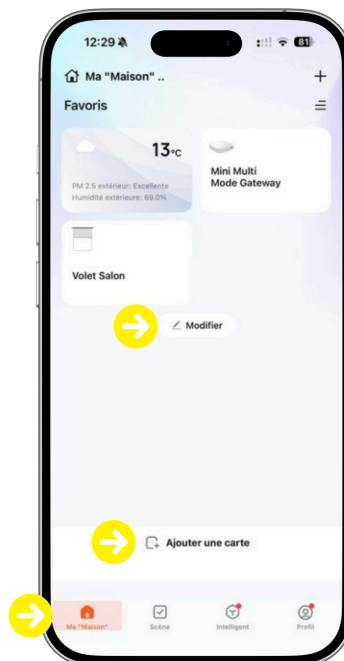 12:29
81
Ma "Maison" ..
Favoris
13°C
PM 2.5 extérieur: Excellente
Humidité extérieure: 69.0%
Mini Multi
Mode Gateway
Volet Salon
Modifier
Ajouter une carte
Ma "Maison"
Scène
Intelligent
Profil